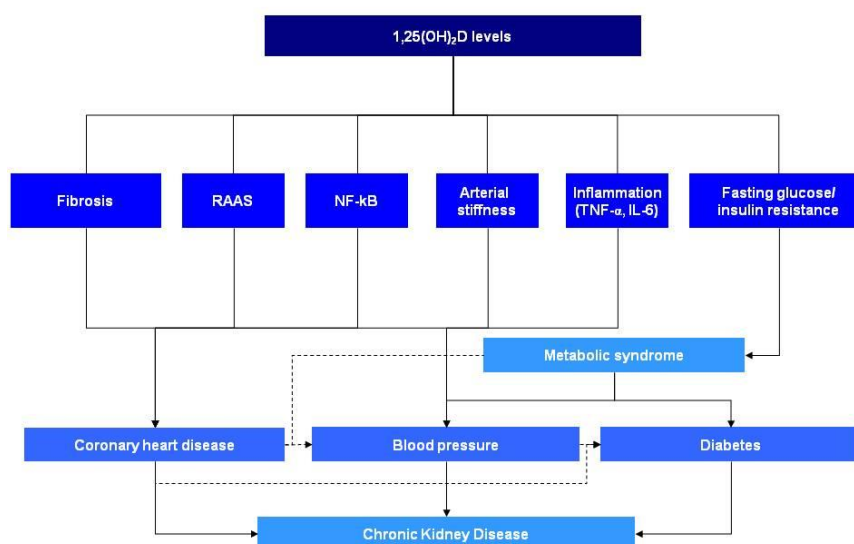 1,25(OH)₂D levels
Fibrosis
RAAS
NF-kB
Arterial
stiffness
Inflammation
(TNF-α, IL-6)
Fasting glucose/
insulin resistance
Metabolic syndrome
Coronary heart disease
Blood pressure
Diabetes
Chronic Kidney Disease